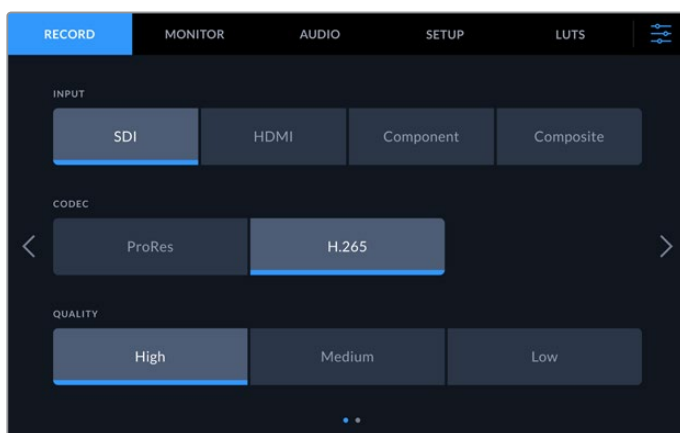 RECORD MONITOR AUDIO SETUP LUTS
INPUT
SDI HDMI Component Composite
CODEC
ProRes H.265
QUALITY
High Medium Low